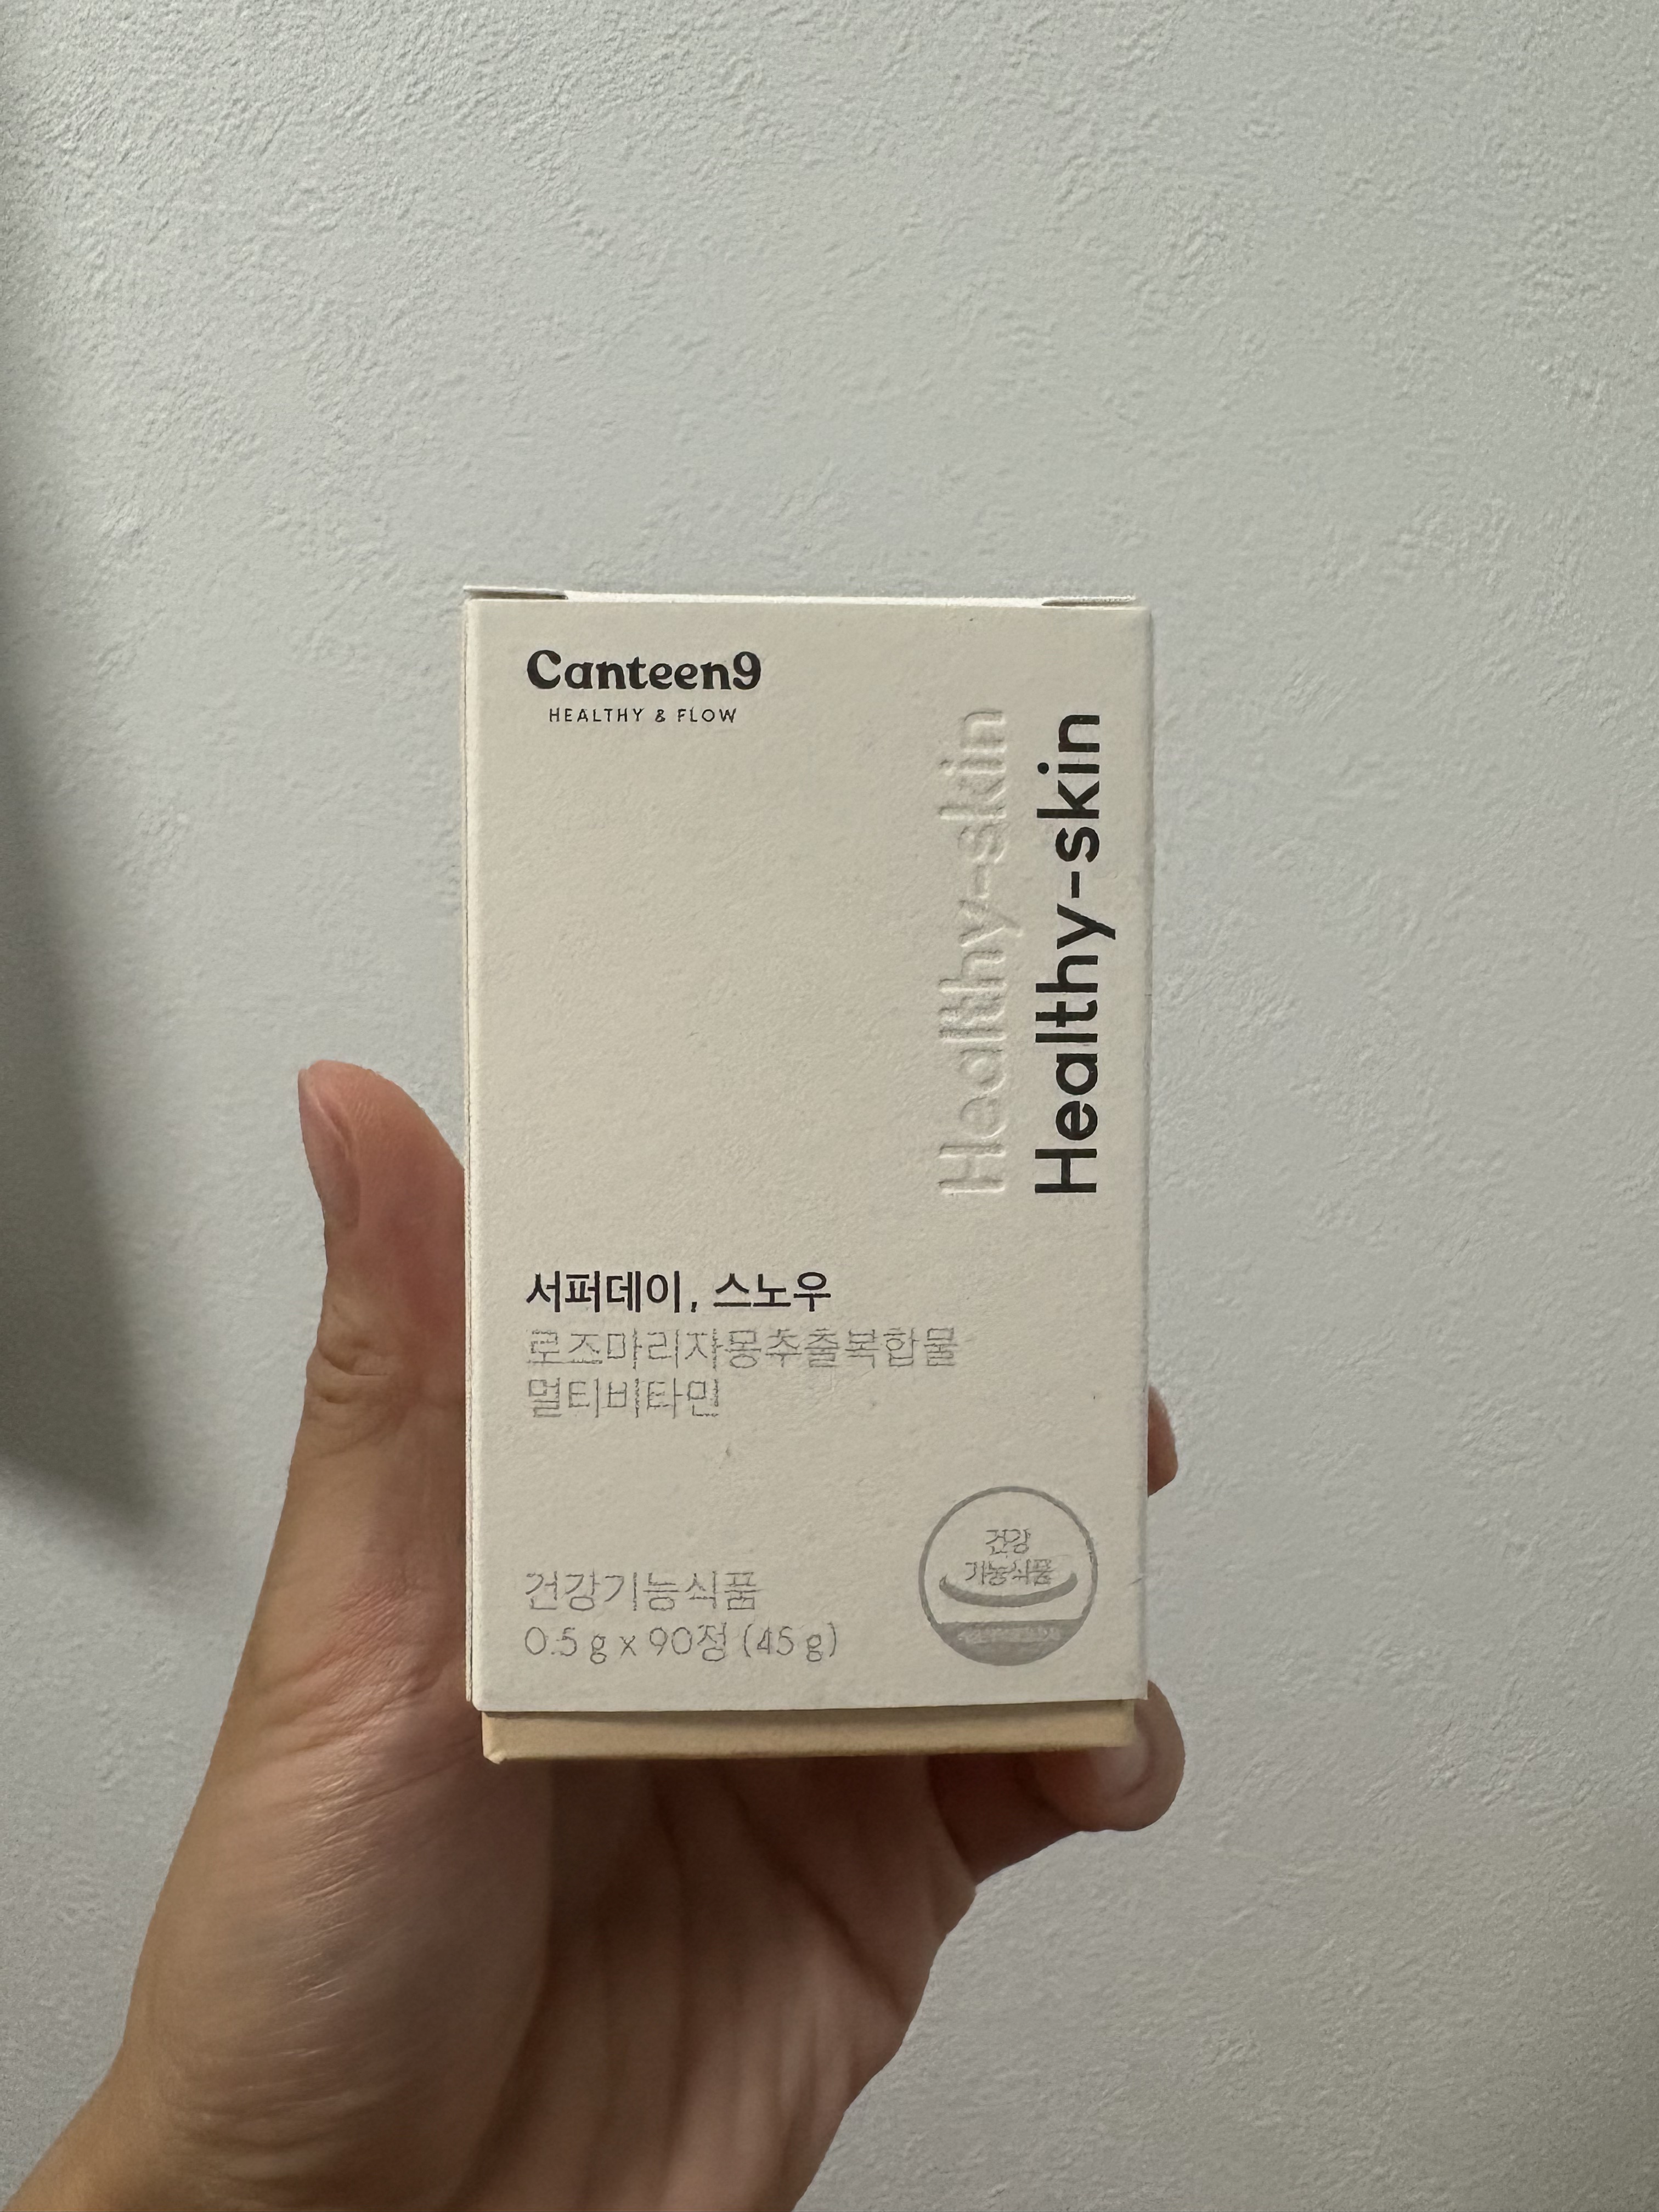 Canteen9
HEALTHY & FLOW
Healthy-skin
Healthy-skin
서퍼데이, 스노우
로즈마리자몽추출복합물
멀티비타민
건강기능식품
0.5 g x 90정 (45 g)
건강
기능식품